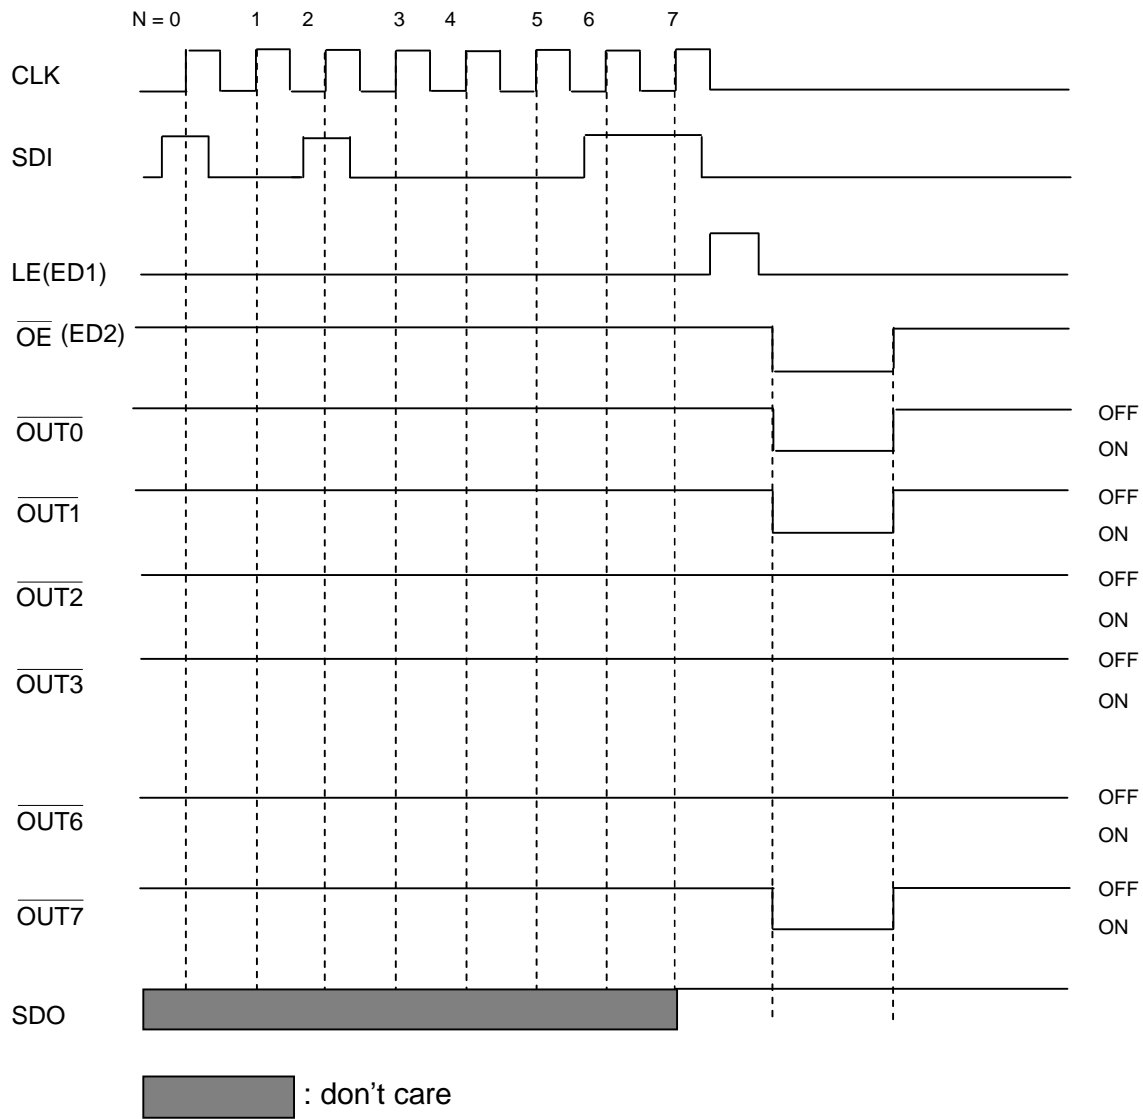 N = 0 1 2 3 4 5 6 7
CLK
SDI
LE(ED1)
OE (ED2)
OUT0
OFF
ON
OUT1
OFF
ON
OUT2
OFF
ON
OUT3
OFF
ON
OUT6
OFF
ON
OUT7
OFF
ON
SDO
: don't care